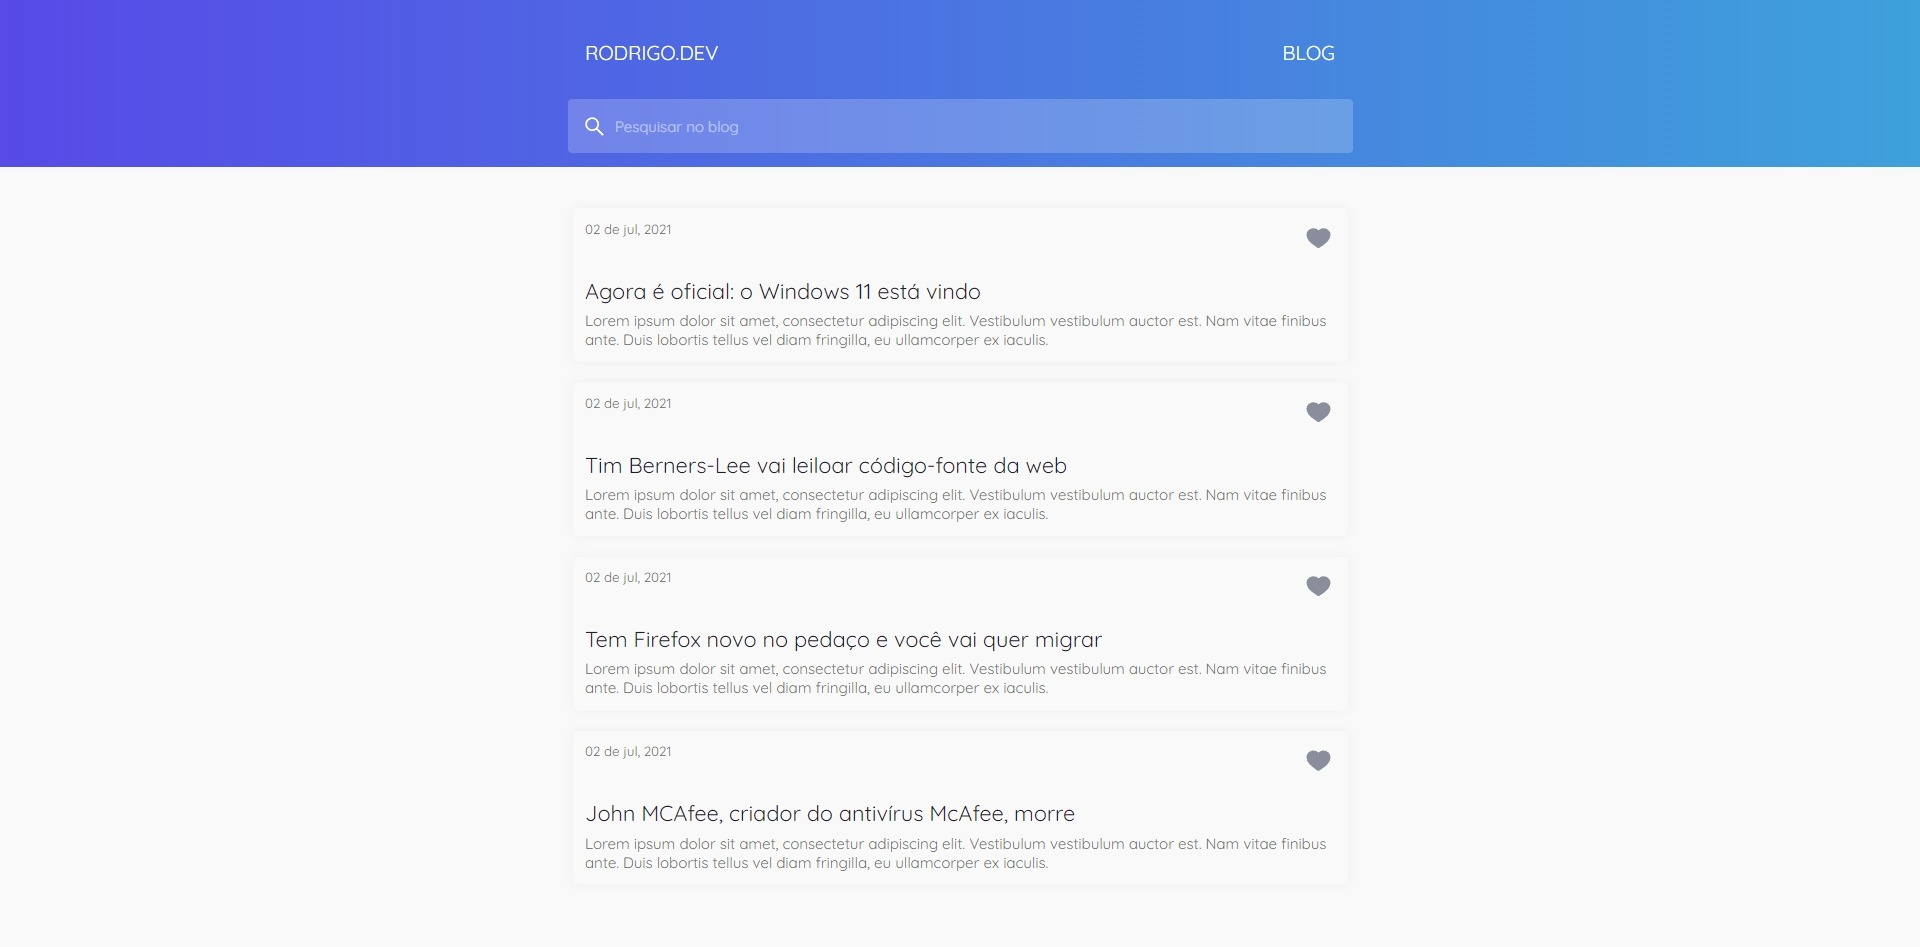 RODRIGO.DEV
BLOG
Pesquisar no blog
02 de jul, 2021
Agora é oficial: o Windows 11 está vindo
Lorem ipsum dolor sit amet, consectetur adipiscing elit. Vestibulum vestibulum auctor est. Nam vitae finibus
ante. Duis lobortis tellus vel diam fringilla, eu ullamcorper ex iaculis.
02 de jul, 2021
Tim Berners-Lee vai leiloar código-fonte da web
Lorem ipsum dolor sit amet, consectetur adipiscing elit. Vestibulum vestibulum auctor est. Nam vitae finibus
ante. Duis lobortis tellus vel diam fringilla, eu ullamcorper ex iaculis.
02 de jul, 2021
Tem Firefox novo no pedaço e você vai quer migrar
Lorem ipsum dolor sit amet, consectetur adipiscing elit. Vestibulum vestibulum auctor est. Nam vitae finibus
ante. Duis lobortis tellus vel diam fringilla, eu ullamcorper ex iaculis.
02 de jul, 2021
John MCAfee, criador do antivírus McAfee, morre
Lorem ipsum dolor sit amet, consectetur adipiscing elit. Vestibulum vestibulum auctor est. Nam vitae finibus
ante. Duis lobortis tellus vel diam fringilla, eu ullamcorper ex iaculis.